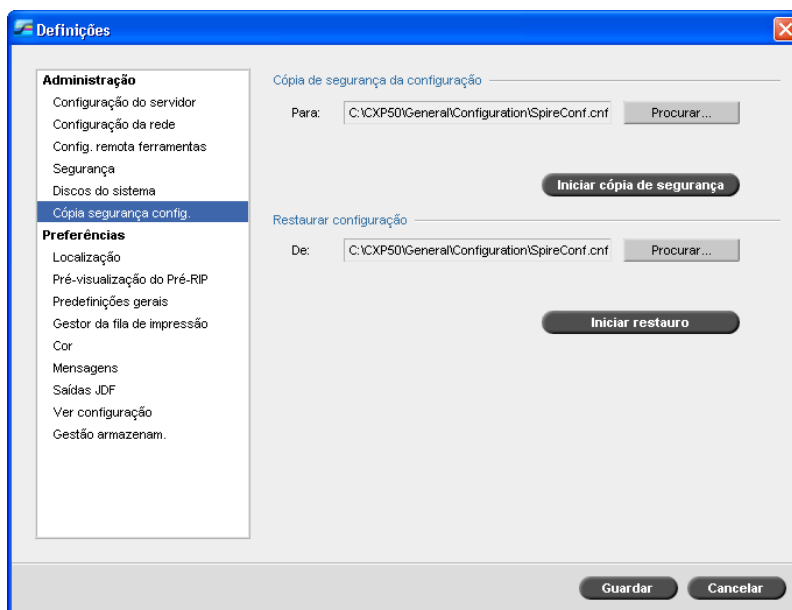 Definições
Administração
Configuração do servidor
Configuração da rede
Config. remota ferramentas
Segurança
Discos do sistema
Cópia segurança config.
Preferências
Localização
Pré-visualização do Pré-RIP
Predefinições gerais
Gestor da fila de impressão
Cor
Mensagens
Saídas JDF
Ver configuração
Gestão armazenam.
Cópia de segurança da configuração
Para: C:\CXP50\General\Configuration\SpireConf.cnf Procurar...
Iniciar cópia de segurança
Restaurar configuração
De: C:\CXP50\General\Configuration\SpireConf.cnf Procurar...
Iniciar restauro
Guardar Cancelar